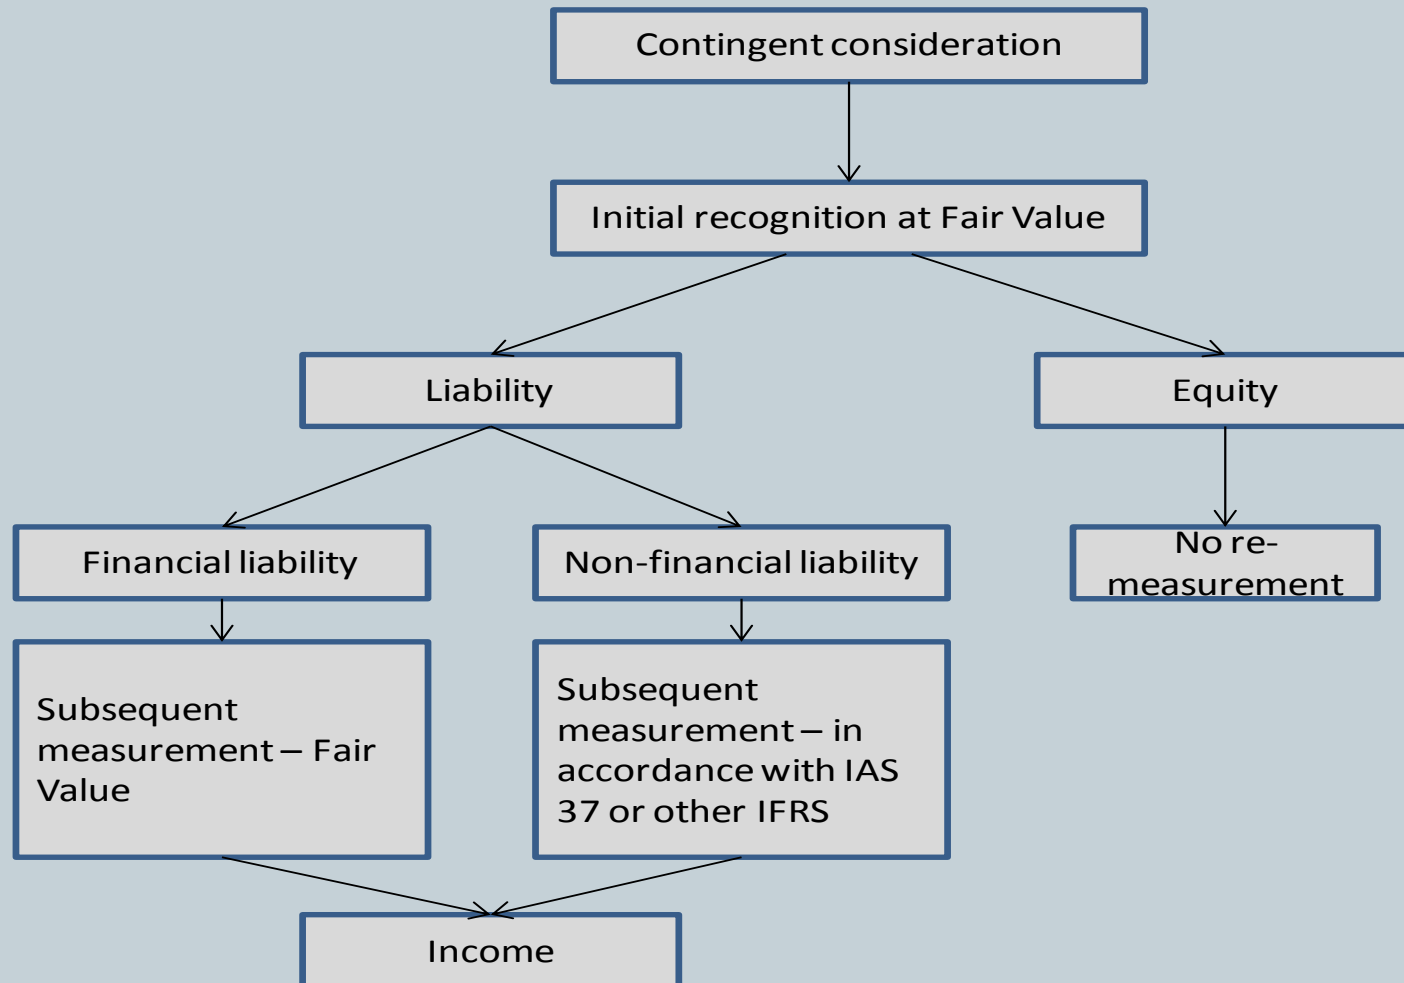 Contingent consideration
Initial recognition at Fair Value
Liability
Equity
Financial liability
Non-financial liability
No re-
measurement
Subsequent
measurement – Fair
Value
Subsequent
measurement – in
accordance with IAS
37 or other IFRS
Income